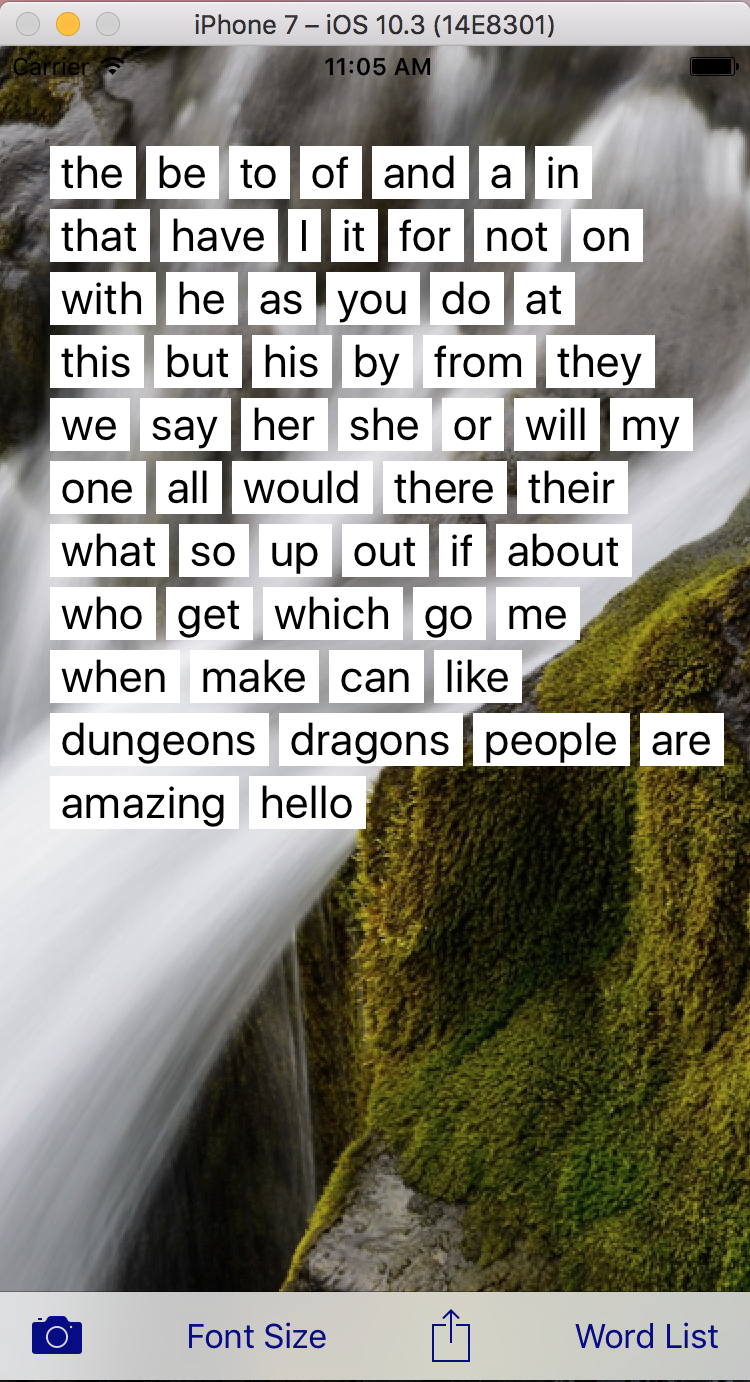 iPhone 7 – iOS 10.3 (14E8301)
Carrier 11:05 AM
the be to of and a in
that have I it for not on
with he as you do at
this but his by from they
we say her she or will my
one all would there their
what so up out if about
who get which go me
when make can like
dungeons dragons people are
amazing hello
Font Size Word List